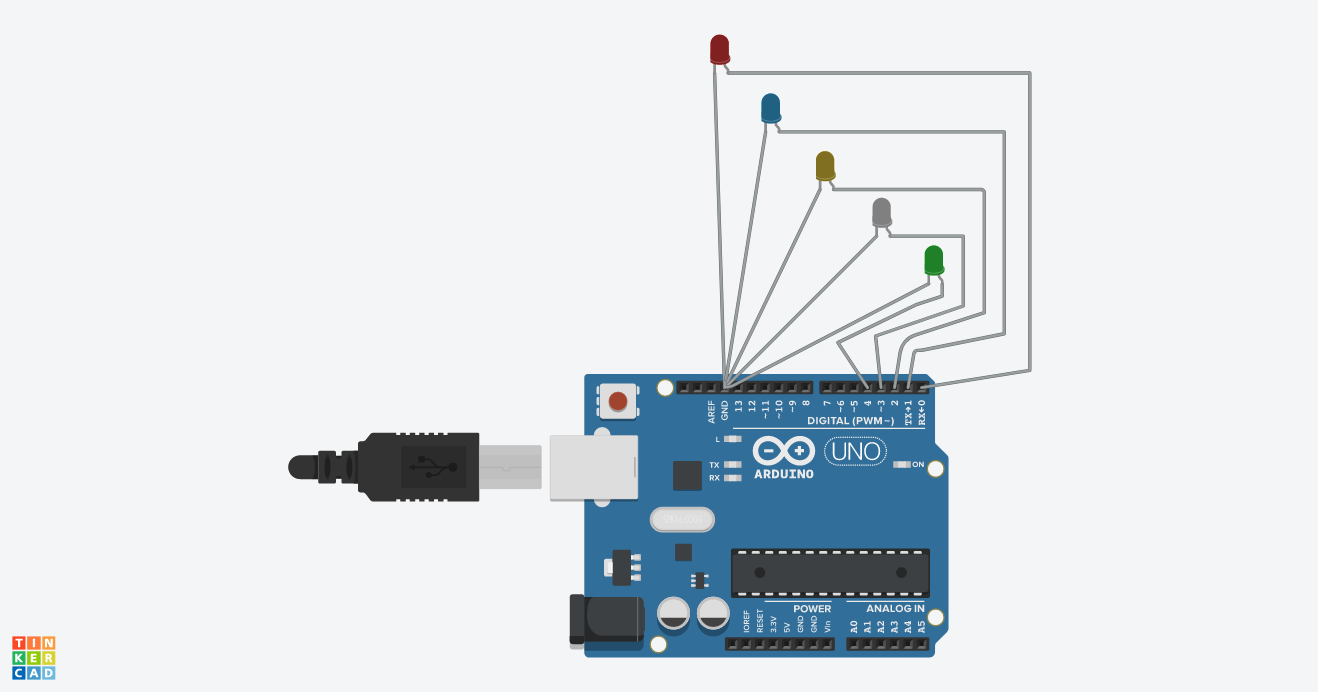 AREF
GND
13
12
~11
~10
~9
8
7
~6
~5
4
~3
2
TX→1
RX←0
DIGITAL (PWM~)
L
TX
RX
ARDUINO
UNO
ON
POWER
ANALOG IN
IOREF
RESET
3.3V
5V
GND
GND
Vin
A0
A1
A2
A3
A4
A5
TIN
KER
CAD